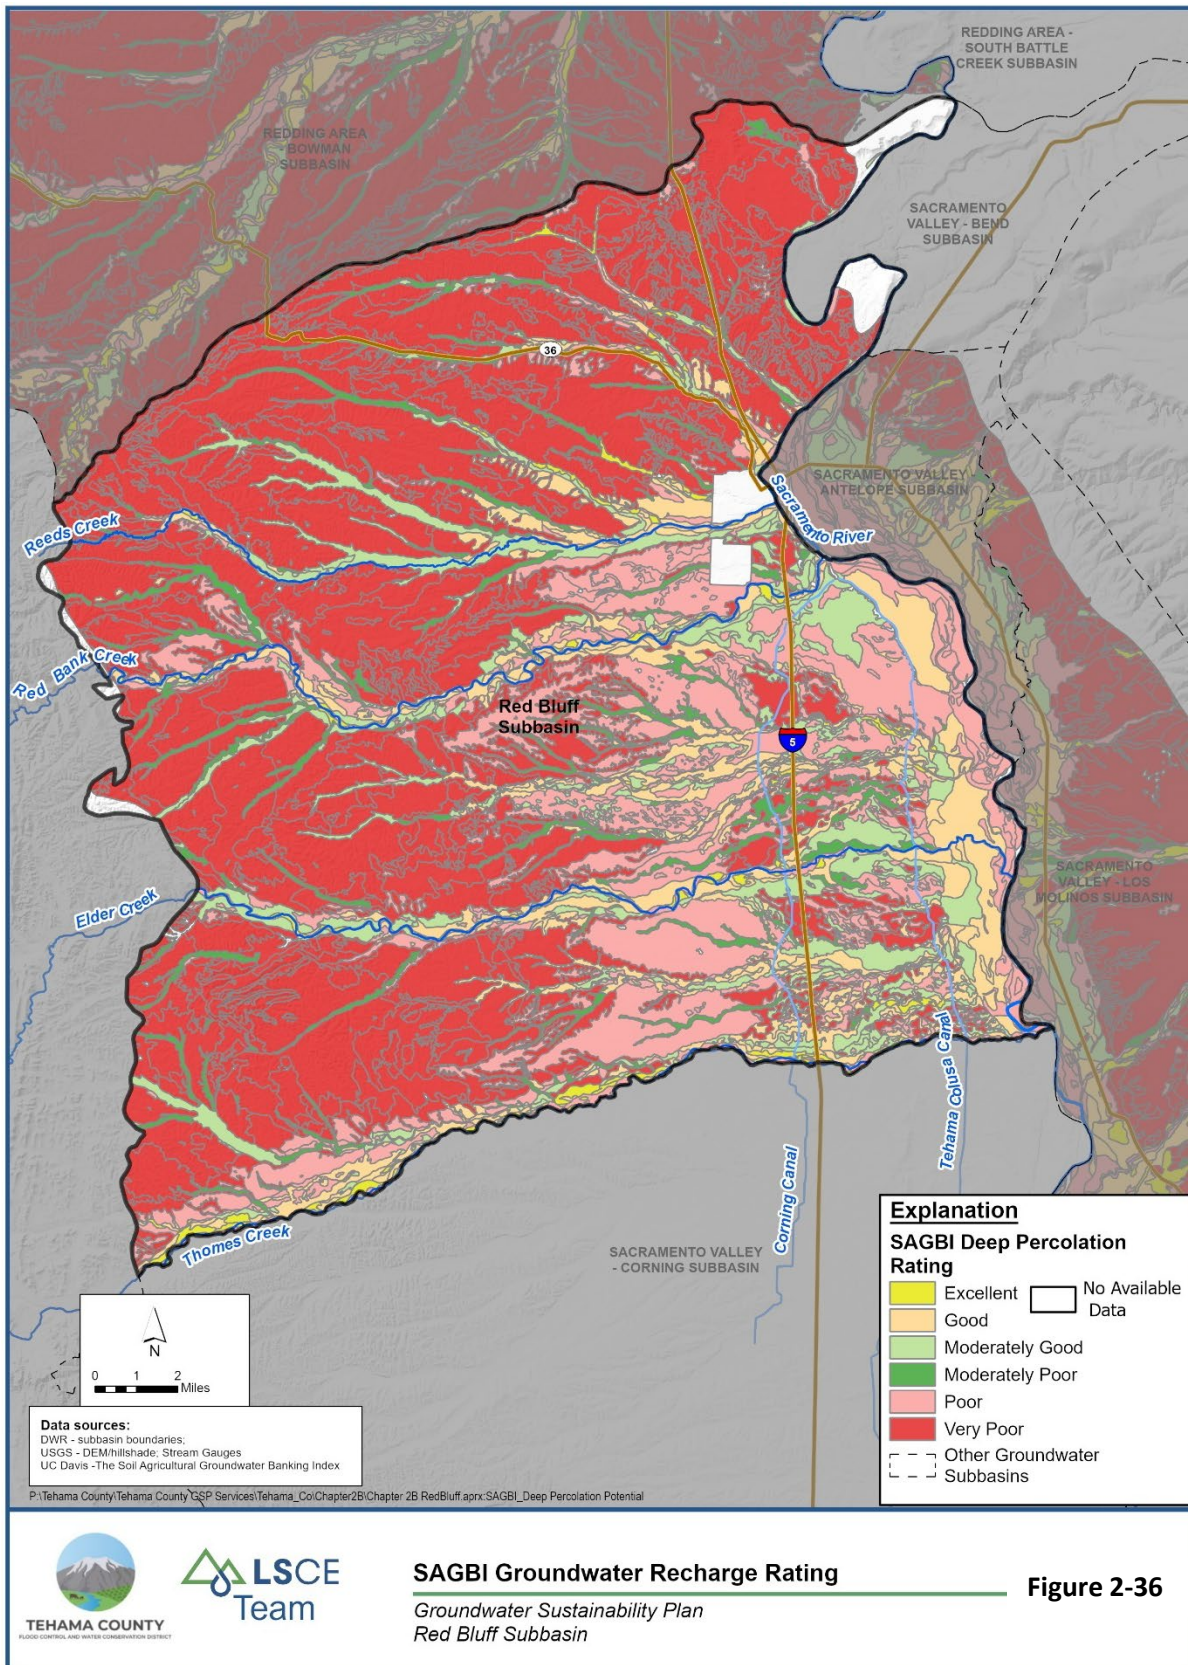 REDDING AREA -
SOUTH BATTLE
CREEK SUBBASIN
REDDING AREA
- BOWMAN
SUBBASIN
SACRAMENTO
VALLEY - BEND
SUBBASIN
36
SACRAMENTO VALLEY -
ANTELOPE SUBBASIN
Sacramento River
Reeds Creek
Red Bank Creek
Red Bluff
Subbasin
5
Elder Creek
SACRAMENTO
VALLEY - LOS
MOLINOS SUBBASIN
Thomes Creek
Corning Canal
Tehama Colusa Canal
SACRAMENTO VALLEY
- CORNING SUBBASIN
N
0 1 2
Miles
Data sources:
DWR - subbasin boundaries;
USGS - DEM/hillshade; Stream Gauges
UC Davis -The Soil Agricultural Groundwater Banking Index
P:\Tehama County\Tehama County GSP Services\Tehama_Co\Chapter2B\Chapter 2B RedBluff.aprx:SAGBI_Deep Percolation Potential
Explanation
SAGBI Deep Percolation
Rating
Excellent
No Available
Data
Good
Moderately Good
Moderately Poor
Poor
Very Poor
Other Groundwater
Subbasins
TEHAMA COUNTY
FLOOD CONTROL AND WATER CONSERVATION DISTRICT
LSCE
Team
SAGBI Groundwater Recharge Rating
Groundwater Sustainability Plan
Red Bluff Subbasin
Figure 2-36